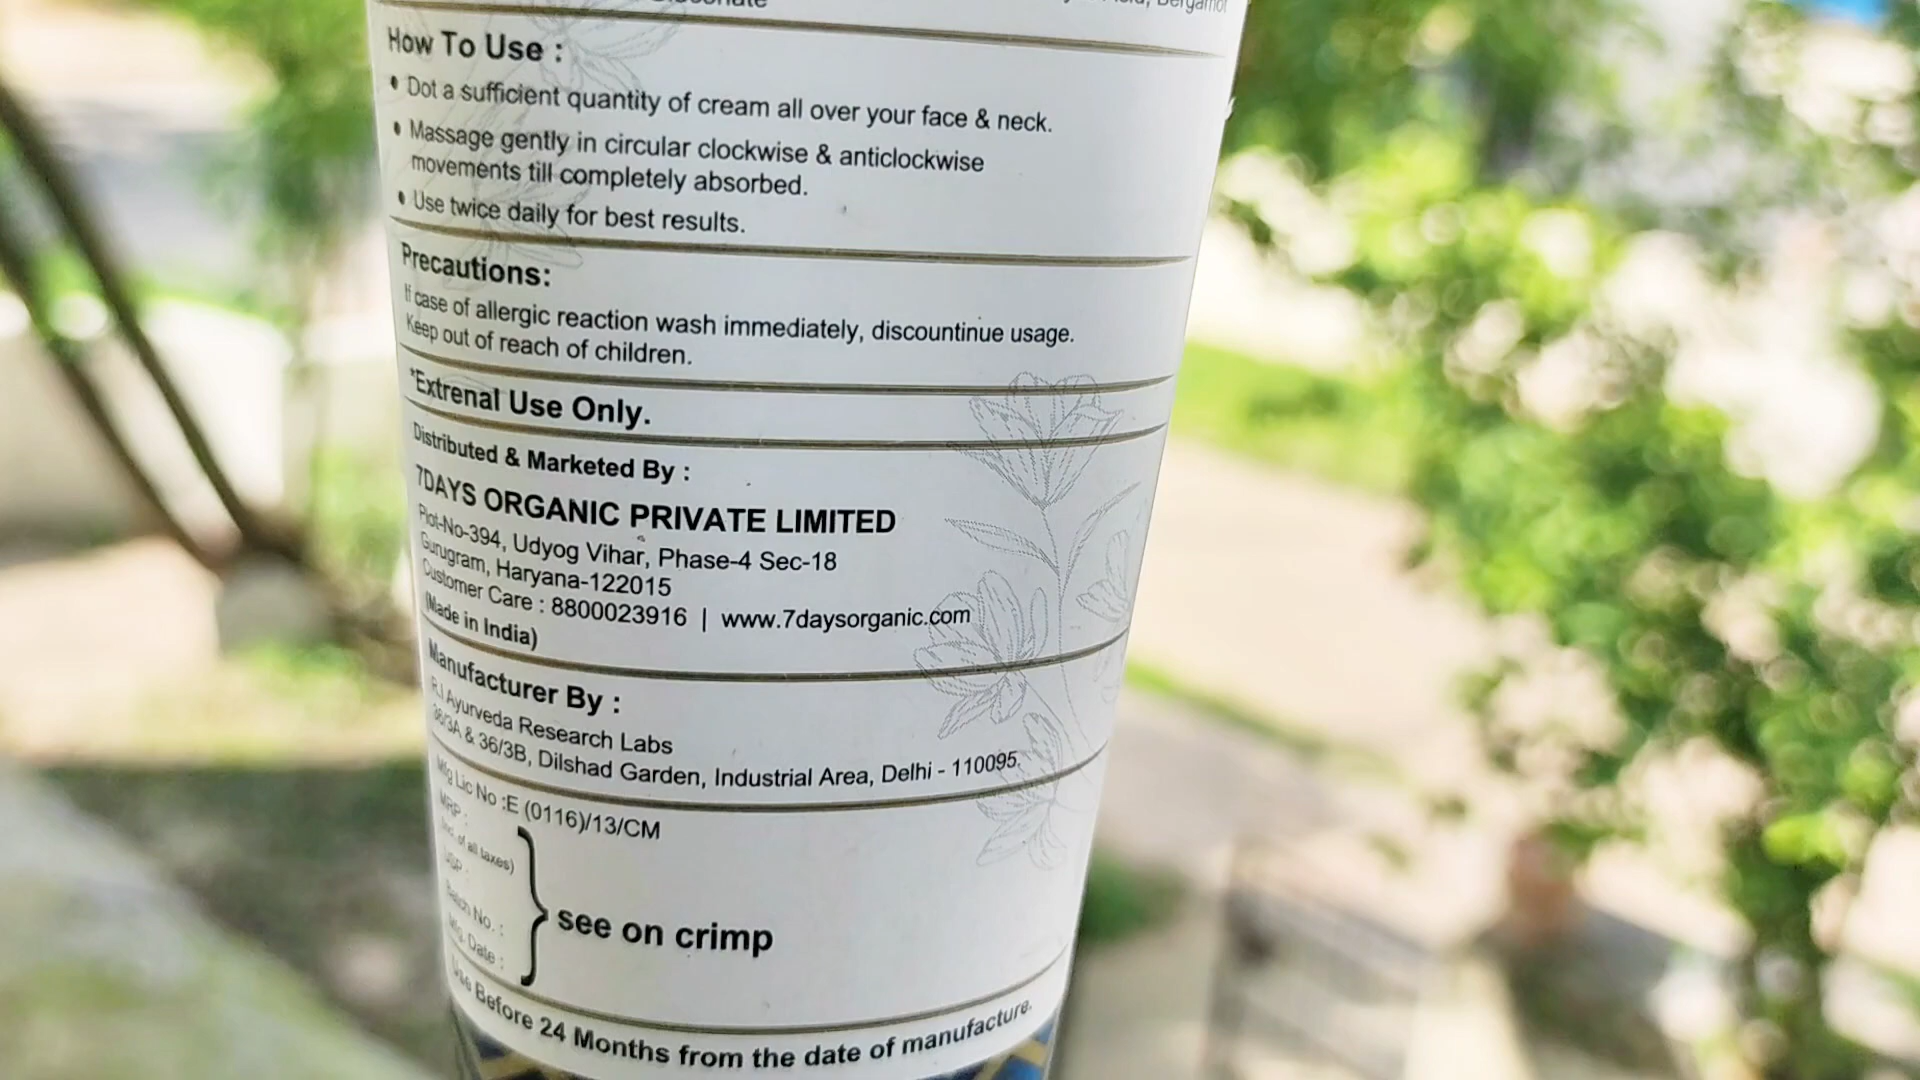 How To Use :
• Dot a sufficient quantity of cream all over your face & neck.
• Massage gently in circular clockwise & anticlockwise
movements till completely absorbed.
• Use twice daily for best results.
Precautions:
If case of allergic reaction wash immediately, discountinue usage.
Keep out of reach of children.
*Extrenal Use Only.
Distributed & Marketed By :
7DAYS ORGANIC PRIVATE LIMITED
Plot-No-394, Udyog Vihar, Phase-4 Sec-18
Gurugram, Haryana-122015
Customer Care : 8800023916 | www.7daysorganic.com
(Made in India)
Manufacturer By :
R.I Ayurveda Research Labs
36/3A & 36/3B, Dilshad Garden, Industrial Area, Delhi - 110095.
Mfg Lic No :E (0116)/13/CM
MRP :
(Inc. of all taxes)
USP :
Batch No. :
Mfg. Date :
see on crimp
Use Before 24 Months from the date of manufacture.